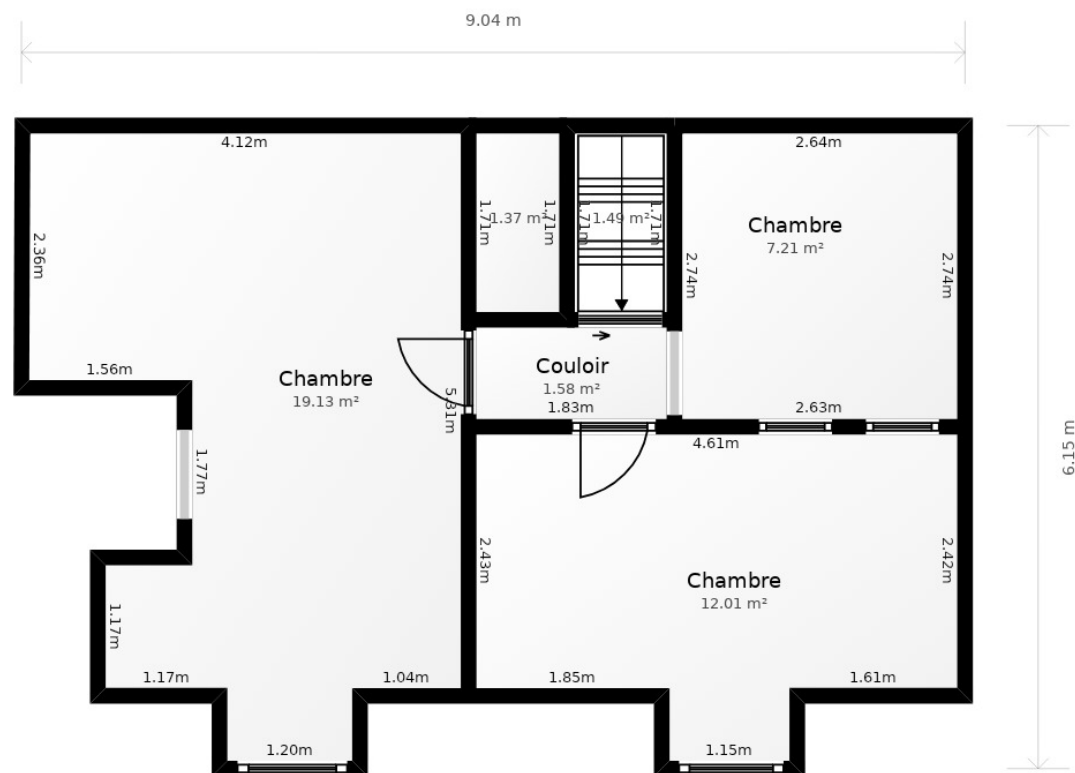 9.04 m
4.12m
2.64m
2.36m
1.71m
1.37 m²
1.71m
1.71m
1.49 m²
1.71m
Chambre
7.21 m²
2.74m
2.74m
1.56m
Chambre
19.13 m²
5.31m
Couloir
1.58 m²
1.83m
2.63m
4.61m
6.15 m
1.77m
2.43m
2.42m
Chambre
12.01 m²
1.17m
1.17m
1.04m
1.85m
1.61m
1.20m
1.15m